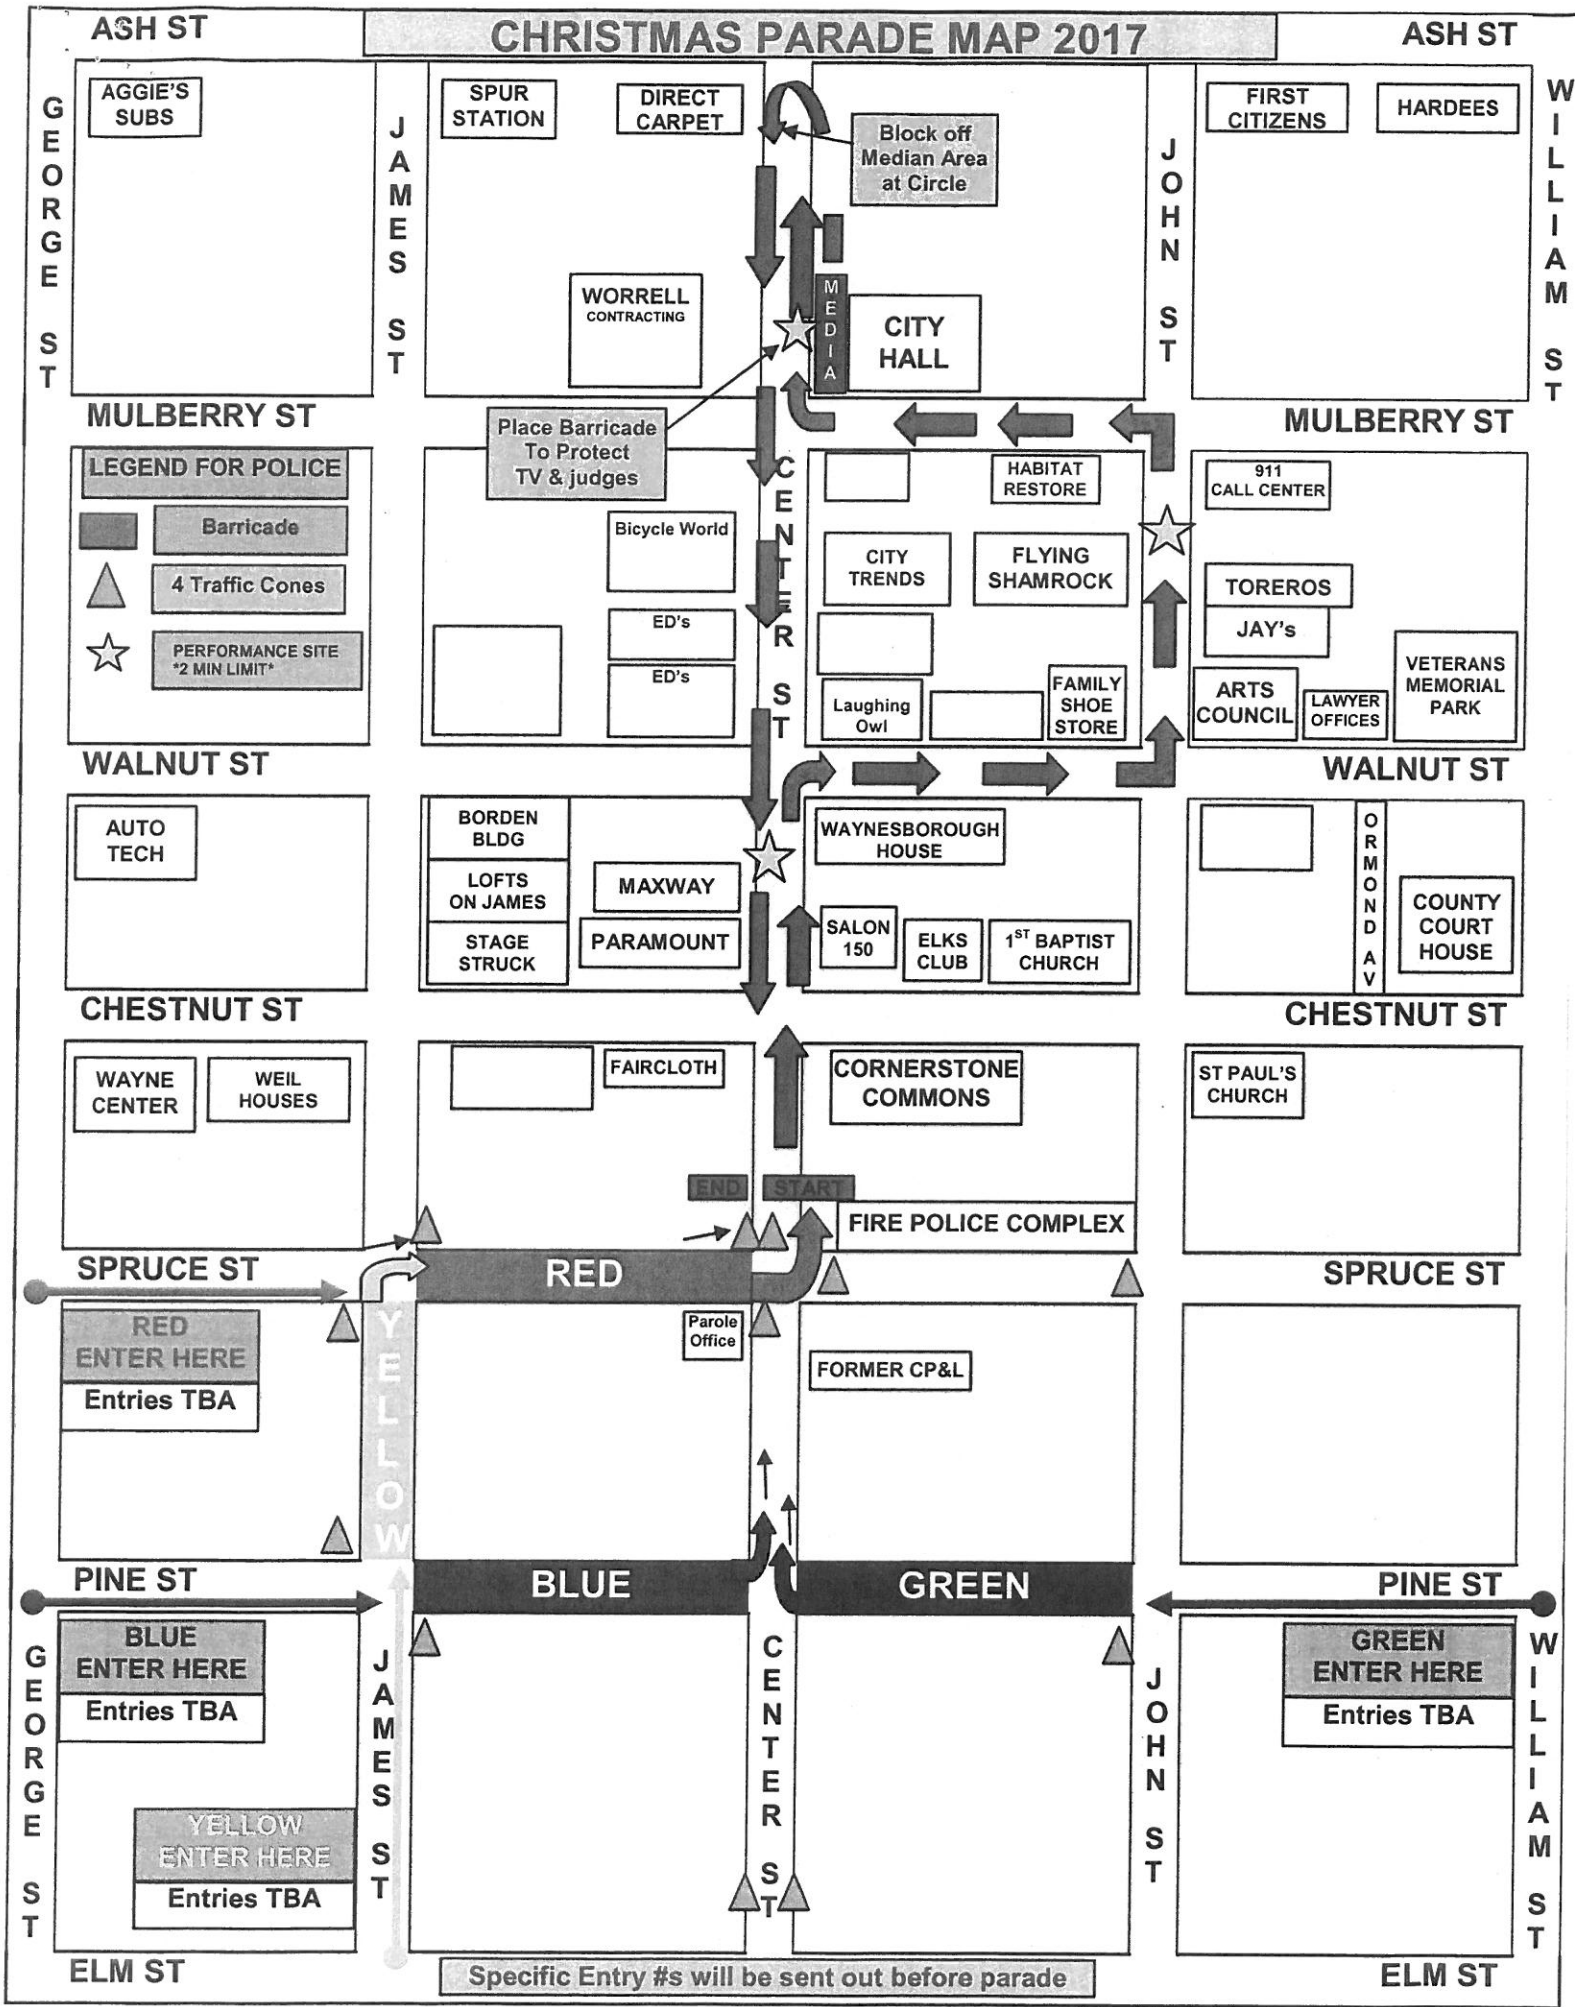 ASH ST
CHRISTMAS PARADE MAP 2017
ASH ST
GEORGE ST
AGGIE'S
SUBS
JAMES ST
SPUR
STATION
DIRECT
CARPET
Block off
Median Area
at Circle
JOHN ST
FIRST
CITIZENS
HARDEES
WILLIAM ST
WORRELL
CONTRACTING
MEDIA
CITY
HALL
MULBERRY ST
Place Barricade
To Protect
TV & judges
MULBERRY ST
LEGEND FOR POLICE
Barricade
4 Traffic Cones
PERFORMANCE SITE
*2 MIN LIMIT*
Bicycle World
ED's
ED's
CENTER ST
HABITAT
RESTORE
CITY
TRENDS
FLYING
SHAMROCK
Laughing
Owl
FAMILY
SHOE
STORE
911
CALL CENTER
TOREROS
JAY's
ARTS
COUNCIL
LAWYER
OFFICES
VETERANS
MEMORIAL
PARK
WALNUT ST
WALNUT ST
AUTO
TECH
BORDEN
BLDG
LOFTS
ON JAMES
STAGE
STRUCK
MAXWAY
PARAMOUNT
WAYNESBOROUGH
HOUSE
SALON
150
ELKS
CLUB
1ST BAPTIST
CHURCH
ORMOND AV
COUNTY
COURT
HOUSE
CHESTNUT ST
CHESTNUT ST
WAYNE
CENTER
WEIL
HOUSES
FAIRCLOTH
CORNERSTONE
COMMONS
ST PAUL'S
CHURCH
END
START
FIRE POLICE COMPLEX
SPRUCE ST
RED
SPRUCE ST
RED
ENTER HERE
Entries TBA
YELLOW
Parole
Office
FORMER CP&L
PINE ST
BLUE
GREEN
PINE ST
GEORGE ST
BLUE
ENTER HERE
Entries TBA
JAMES ST
CENTER ST
JOHN ST
GREEN
ENTER HERE
Entries TBA
WILLIAM ST
YELLOW
ENTER HERE
Entries TBA
ELM ST
Specific Entry #s will be sent out before parade
ELM ST